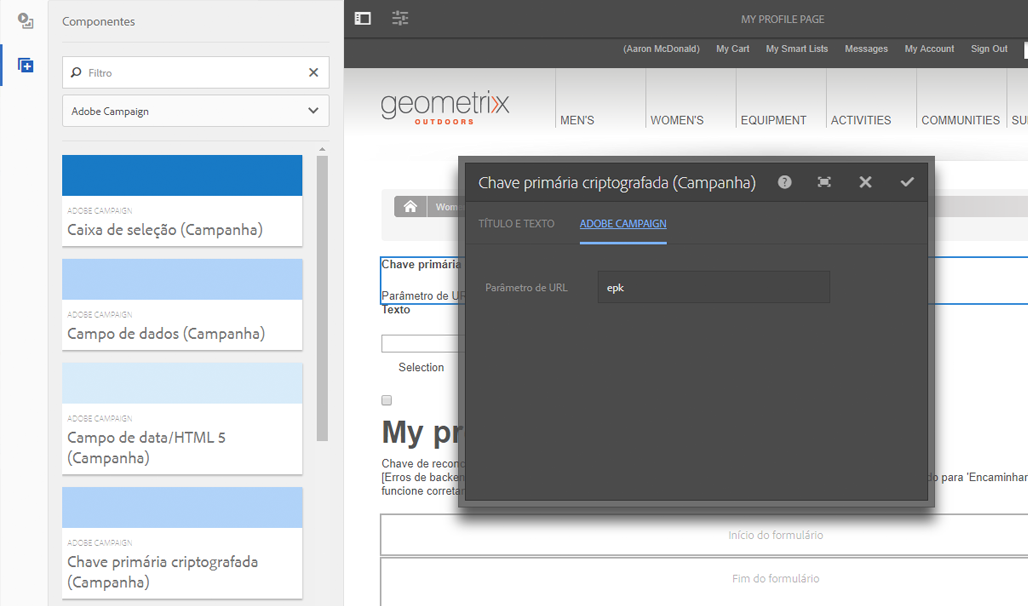 Componentes
Filtro
Adobe Campaign
ADOBE CAMPAIGN
Caixa de seleção (Campanha)
ADOBE CAMPAIGN
Campo de dados (Campanha)
ADOBE CAMPAIGN
Campo de data/HTML 5
(Campanha)
ADOBE CAMPAIGN
Chave primária criptografada
(Campanha)
MY PROFILE PAGE
(Aaron McDonald) My Cart My Smart Lists Messages My Account Sign Out
geometrixx
OUTDOORS
MEN'S WOMEN'S EQUIPMENT ACTIVITIES COMMUNITIES SU
Wome
Chave primária criptografada (Campanha)
TÍTULO E TEXTO ADOBE CAMPAIGN
Parâmetro de URL epk
Chave primária
Parâmetro de UR
Texto
Selection
My pr
Chave de recon
[Erros de backen do para 'Encaminhar
funcione corretar
Início do formulário
Fim do formulário